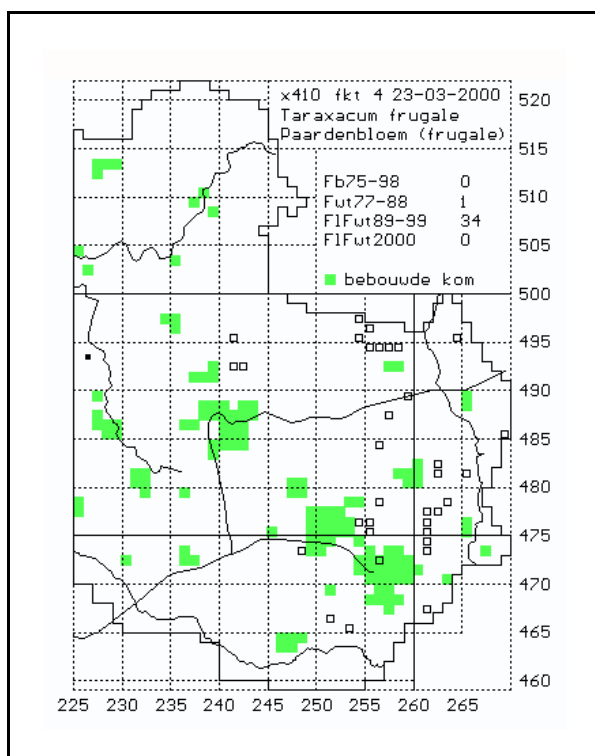 x410 fkt 4 23-03-2000
Taraxacum frugale
Paardenbloem (frugale)
Fb75-98 0
Fut77-88 1
FlFut89-99 34
FlFut2000 0
bebouwde kom
520
515
510
505
500
495
490
485
480
475
470
465
460
225 230 235 240 245 250 255 260 265